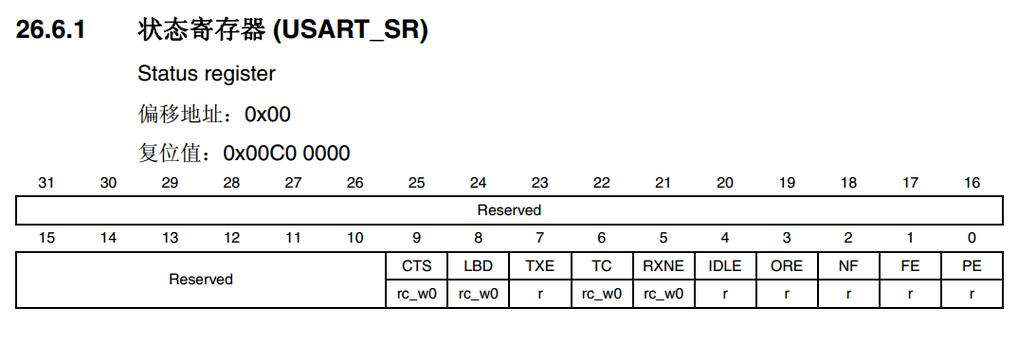 26.6.1 状态寄存器 (USART_SR)
Status register
偏移地址：0x00
复位值：0x00C0 0000
31 30 29 28 27 26 25 24 23 22 21 20 19 18 17 16
Reserved
15 14 13 12 11 10 9 8 7 6 5 4 3 2 1 0
Reserved CTS LBD TXE TC RXNE IDLE ORE NF FE PE
rc_w0 rc_w0 r rc_w0 rc_w0 r r r r r